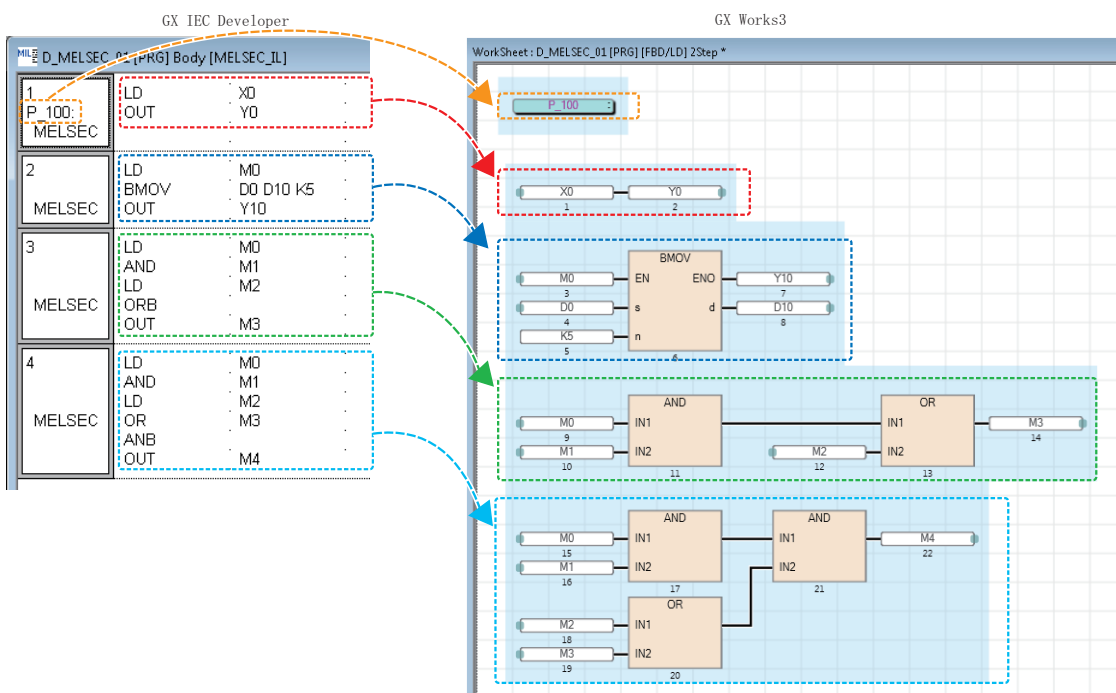 GX IEC Developer
GX Works3
MIL D_MELSEC_01 [PRG] Body [MELSEC_IL]
1
P_100:
MELSEC
LD X0
OUT Y0
2
MELSEC
LD M0
BMOV D0 D10 K5
OUT Y10
3
MELSEC
LD M0
AND M1
LD M2
ORB
OUT M3
4
MELSEC
LD M0
AND M1
LD M2
OR M3
ANB
OUT M4
WorkSheet : D_MELSEC_01 [PRG] [FBD/LD] 2Step *
P_100 :
X0 Y0
1 2
BMOV
M0 EN ENO Y10
3 7
D0 s d D10
4 8
K5 n
5 6
AND OR
M0 IN1 IN1 M3
9 14
M1 IN2 M2 IN2
10 11 12 13
AND AND
M0 IN1 IN1 M4
15 22
M1 IN2 IN2
16 17 21
OR
M2 IN1
18
M3 IN2
19 20